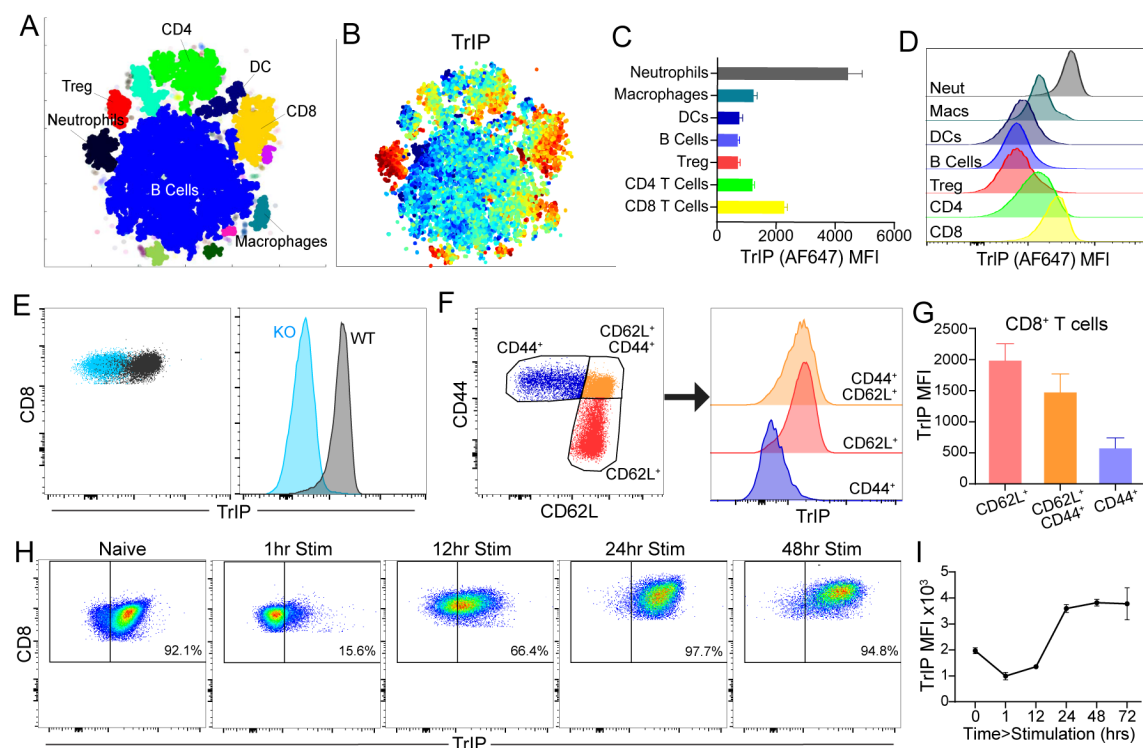 A
CD4
DC
Treg
CD8
Neutrophils
B Cells
Macrophages
B
TrIP
C
Neutrophils
Macrophages
DCs
B Cells
Treg
CD4 T Cells
CD8 T Cells
0 2000 4000 6000
TrIP (AF647) MFI
D
Neut
Macs
DCs
B Cells
Treg
CD4
CD8
TrIP (AF647) MFI
E
CD8
KO
WT
TrIP
F
CD44
CD44+
CD62L+
CD44+
CD62L+
CD62L
CD44+
CD62L+
CD62L+
CD44+
TrIP
G
CD8+ T cells
TrIP MFI
2500
2000
1500
1000
500
0
CD62L+
CD62L+
CD44+
CD44+
H
CD8
Naive
92.1%
1hr Stim
15.6%
12hr Stim
66.4%
24hr Stim
97.7%
48hr Stim
94.8%
TrIP
I
TrIP MFI x10³
5
4
3
2
1
0
0 1 12 24 48 72
Time>Stimulation (hrs)